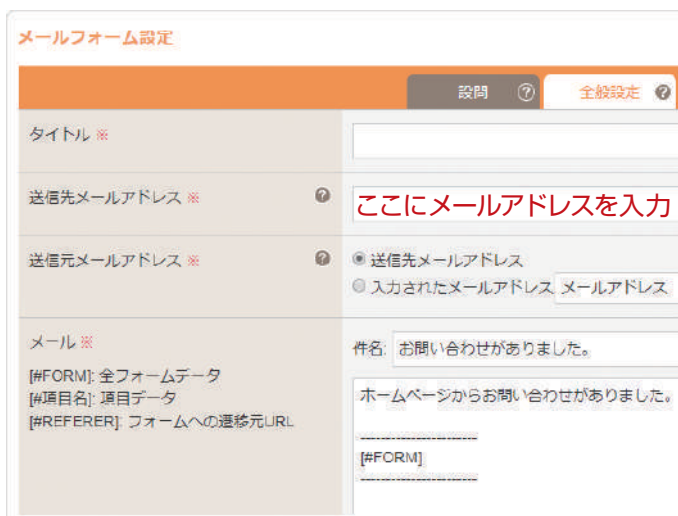 メールフォーム設定
設問 ? 全般設定 ?
タイトル ※
送信先メールアドレス ※ ? ここにメールアドレスを入力
送信元メールアドレス ※ ? 送信先メールアドレス
入力されたメールアドレス メールアドレス
メール ※ 件名: お問い合わせがありました。
[#FORM]: 全フォームデータ
[#項目名]: 項目データ
[#REFERER]: フォームへの遷移元URL
ホームページからお問い合わせがありました。
------------------------
[#FORM]
------------------------